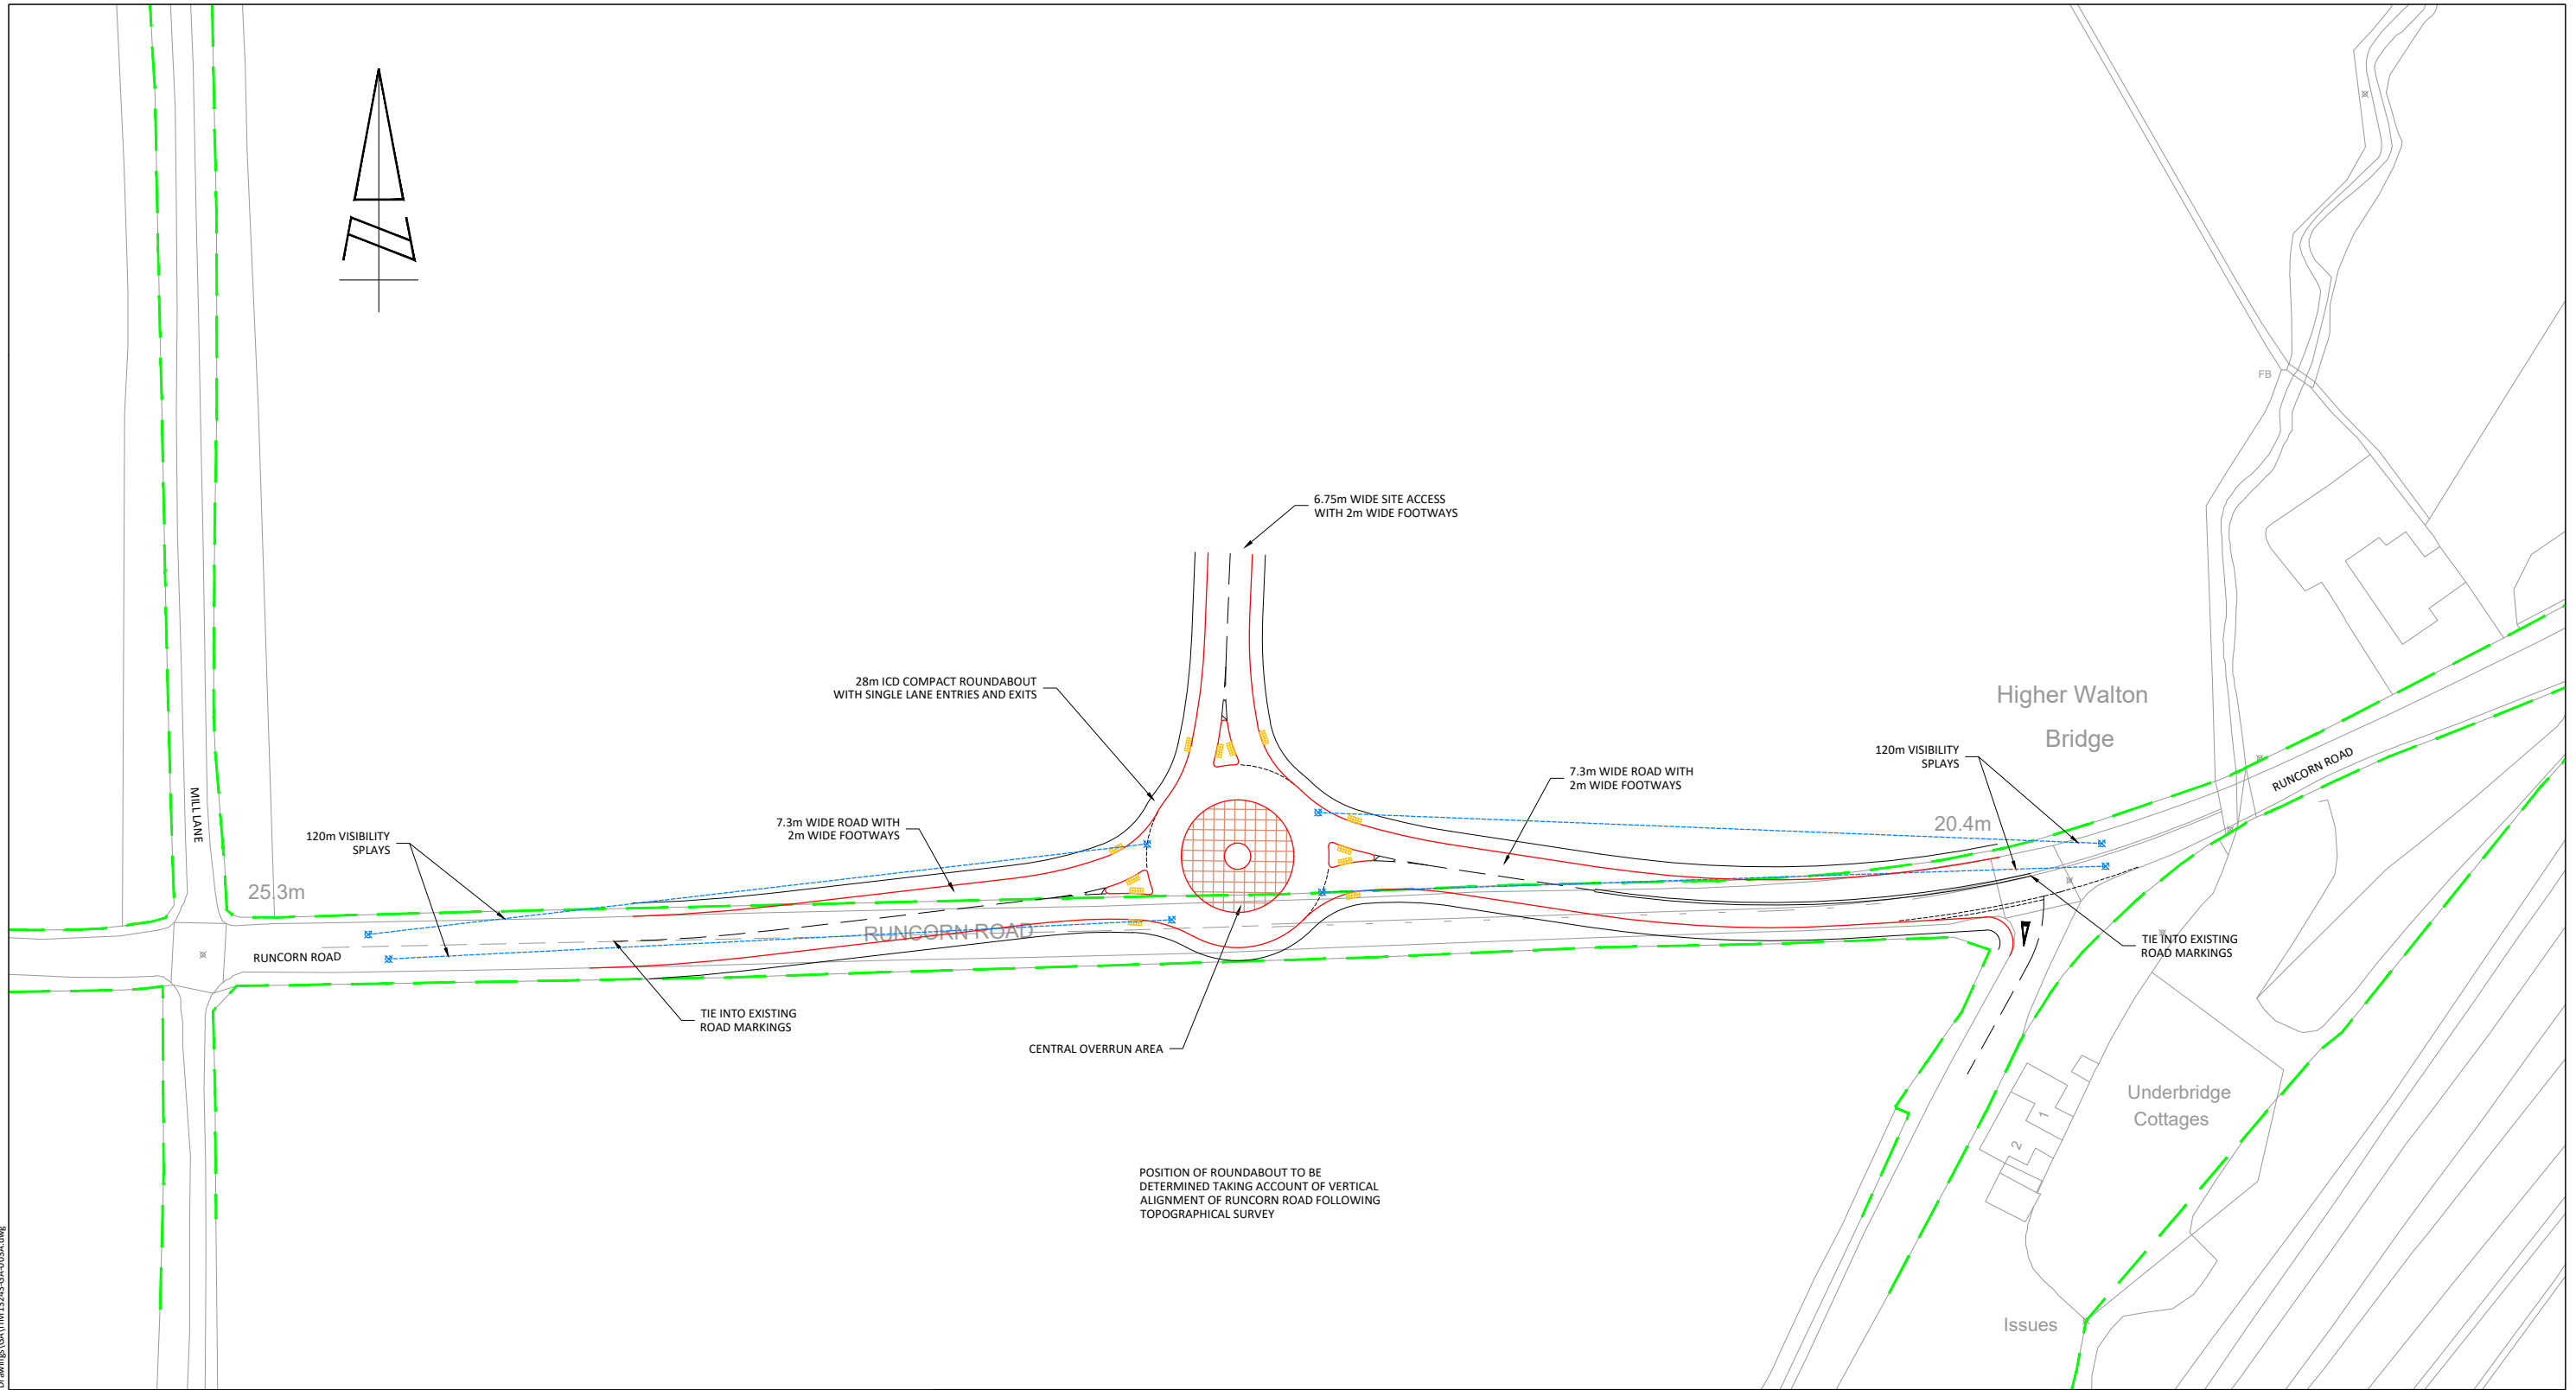 N
FB
6.75m WIDE SITE ACCESS
WITH 2m WIDE FOOTWAYS
28m ICD COMPACT ROUNDABOUT
WITH SINGLE LANE ENTRIES AND EXITS
Higher Walton
Bridge
120m VISIBILITY
SPLAYS
RUNCORN ROAD
7.3m WIDE ROAD WITH
2m WIDE FOOTWAYS
MILL LANE
7.3m WIDE ROAD WITH
2m WIDE FOOTWAYS
20.4m
120m VISIBILITY
SPLAYS
25.3m
RUNCORN ROAD
RUNCORN ROAD
TIE INTO EXISTING
ROAD MARKINGS
TIE INTO EXISTING
ROAD MARKINGS
CENTRAL OVERRUN AREA
Underbridge
Cottages
1
2
POSITION OF ROUNDABOUT TO BE
DETERMINED TAKING ACCOUNT OF VERTICAL
ALIGNMENT OF RUNCORN ROAD FOLLOWING
TOPOGRAPHICAL SURVEY
Issues